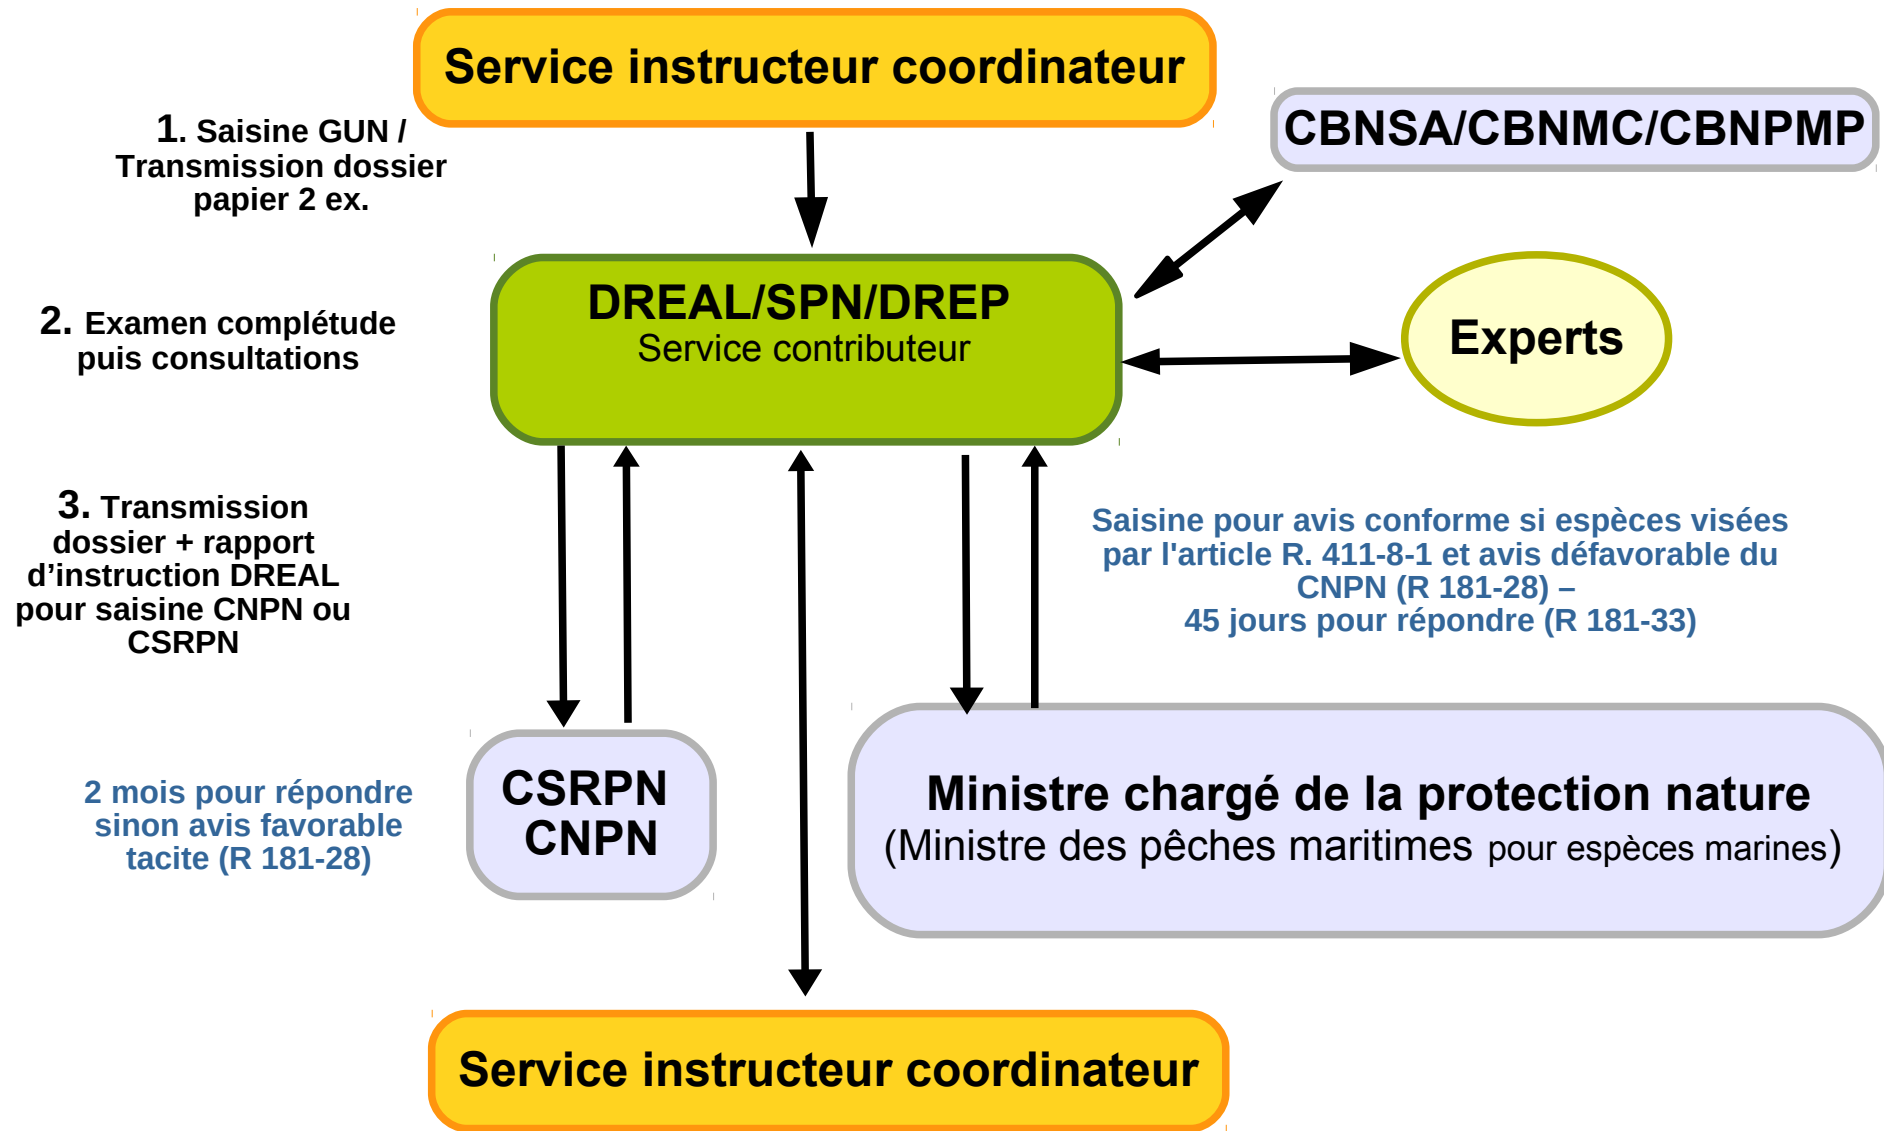 Service instructeur coordinateur
CBNSA/CBNMC/CBNPMP
1. Saisine GUN /
Transmission dossier
papier 2 ex.
DREAL/SPN/DREP
Service contributeur
Experts
2. Examen complétude
puis consultations
3. Transmission
dossier + rapport
d’instruction DREAL
pour saisine CNPN ou
CSRPN
Saisine pour avis conforme si espèces visées
par l'article R. 411-8-1 et avis défavorable du
CNPN (R 181-28) –
45 jours pour répondre (R 181-33)
2 mois pour répondre
sinon avis favorable
tacite (R 181-28)
CSRPN
CNPN
Ministre chargé de la protection nature
(Ministre des pêches maritimes pour espèces marines)
Service instructeur coordinateur